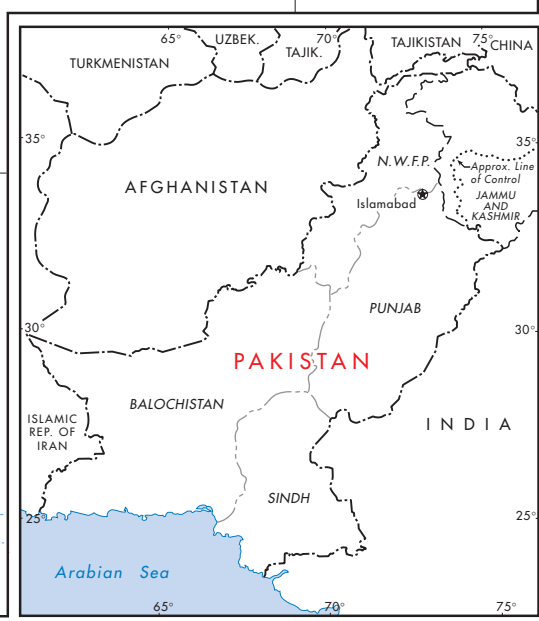 65°
70°
75°
UZBEK.
TAJIK.
TAJIKISTAN
CHINA
TURKMENISTAN
35°
35°
N.W.F.P.
Approx. Line
of Control
AFGHANISTAN
Islamabad
JAMMU
AND
KASHMIR
PUNJAB
30°
30°
PAKISTAN
BALOCHISTAN
ISLAMIC
REP. OF
IRAN
INDIA
SINDH
25°
25°
Arabian Sea
65°
70°
75°